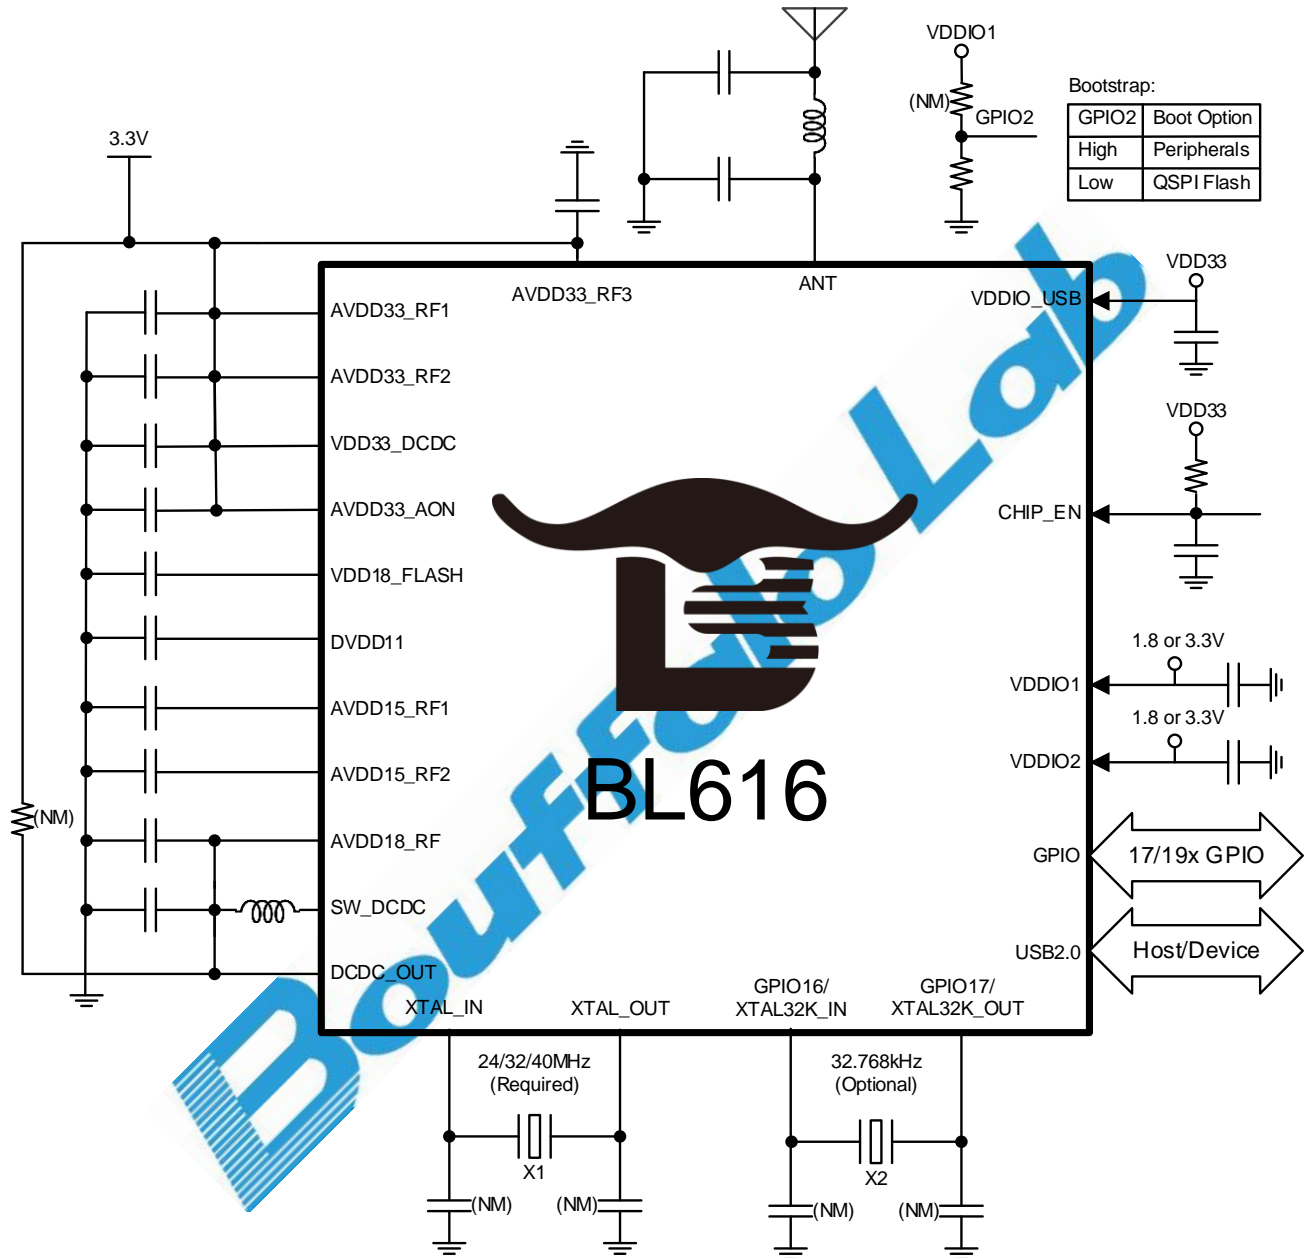 VDDIO1
(NM)
GPIO2
Bootstrap:
GPIO2 Boot Option
High Peripherals
Low QSPI Flash
3.3V
AVDD33_RF3
ANT
VDD33
VDDIO_USB
AVDD33_RF1
AVDD33_RF2
VDD33_DCDC
AVDD33_AON
VDD18_FLASH
DVDD11
AVDD15_RF1
AVDD15_RF2
(NM)
AVDD18_RF
SW_DCDC
DCDC_OUT
VDD33
CHIP_EN
1.8 or 3.3V
VDDIO1
1.8 or 3.3V
VDDIO2
GPIO
17/19x GPIO
USB2.0
Host/Device
BL616
Bouffalo Lab
XTAL_IN
XTAL_OUT
GPIO16/
XTAL32K_IN
GPIO17/
XTAL32K_OUT
24/32/40MHz
(Required)
X1
(NM)
(NM)
32.768kHz
(Optional)
X2
(NM)
(NM)